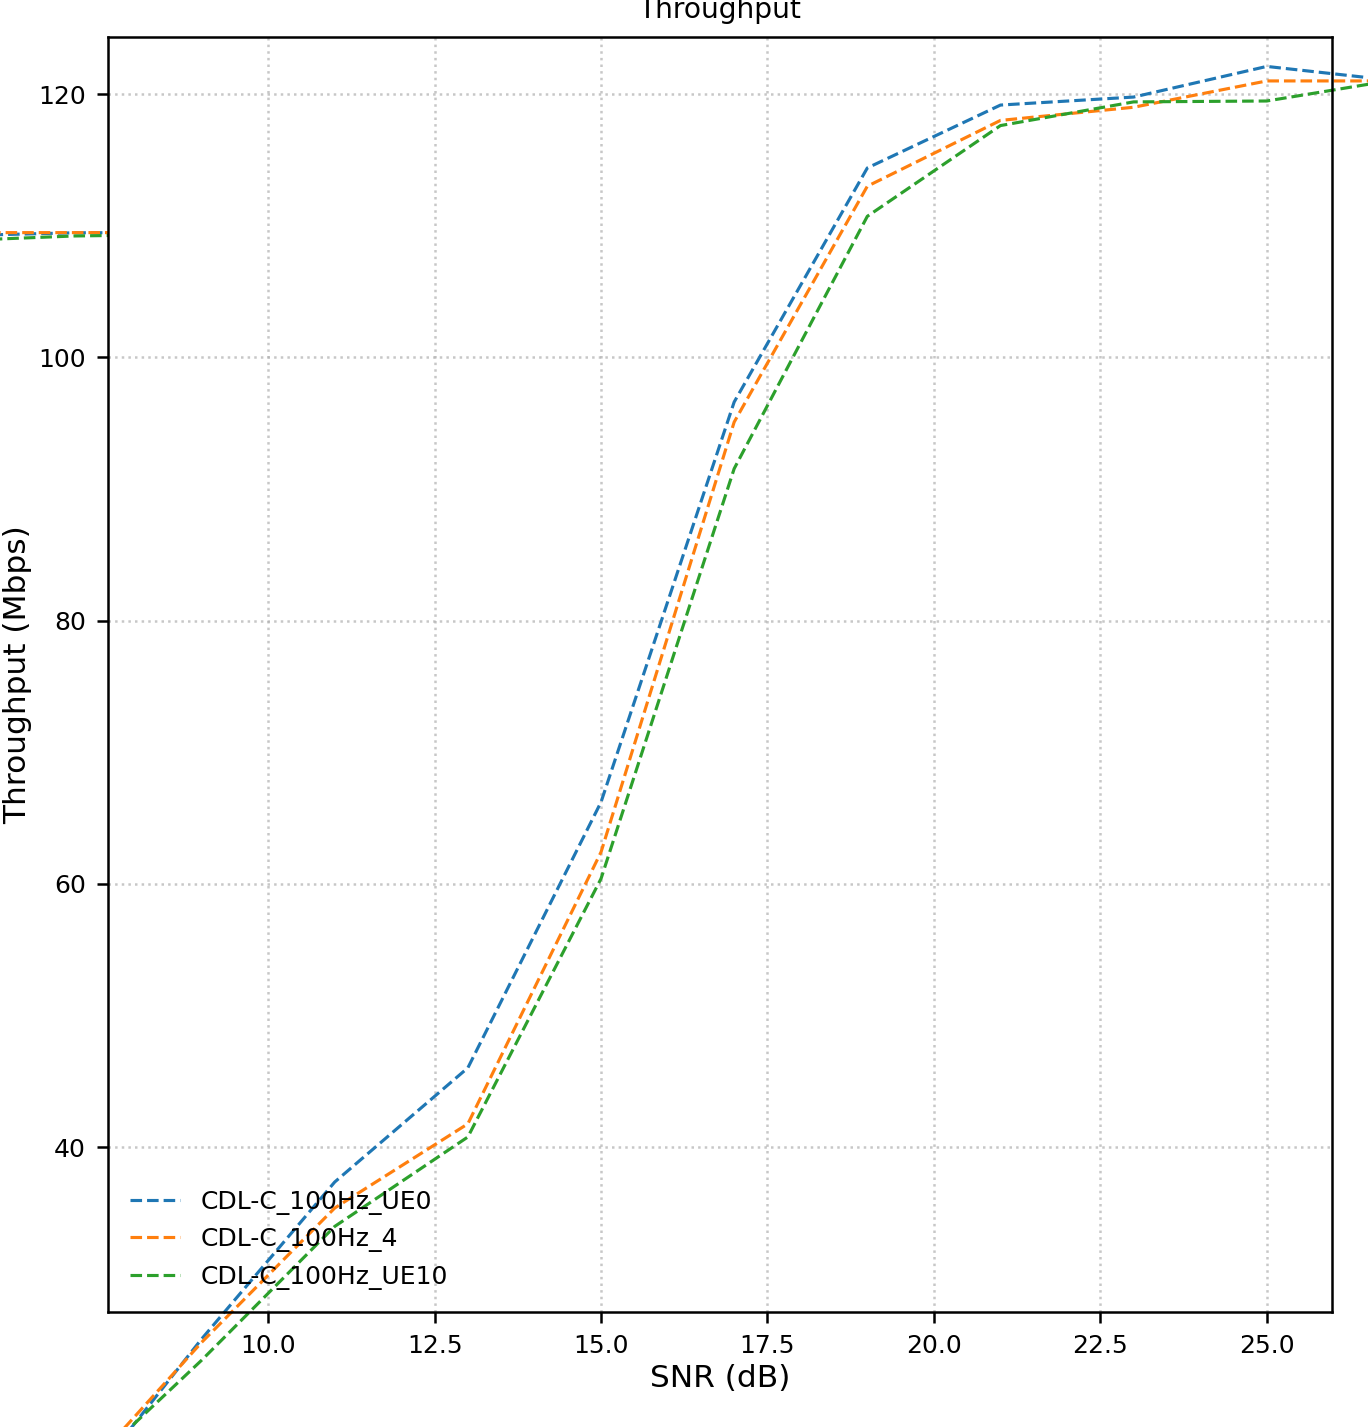 Throughput
120
100
80
60
40
Throughput (Mbps)
CDL-C_100Hz_UE0
CDL-C_100Hz_4
CDL-C_100Hz_UE10
10.0 12.5 15.0 17.5 20.0 22.5 25.0
SNR (dB)